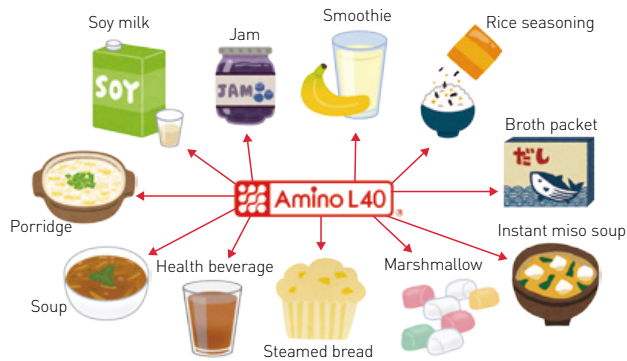 Soy milk
Jam
Smoothie
Rice seasoning
SOY
JAM
Broth packet
だし
Amino L40
®
Porridge
Instant miso soup
Soup
Health beverage
Marshmallow
Steamed bread